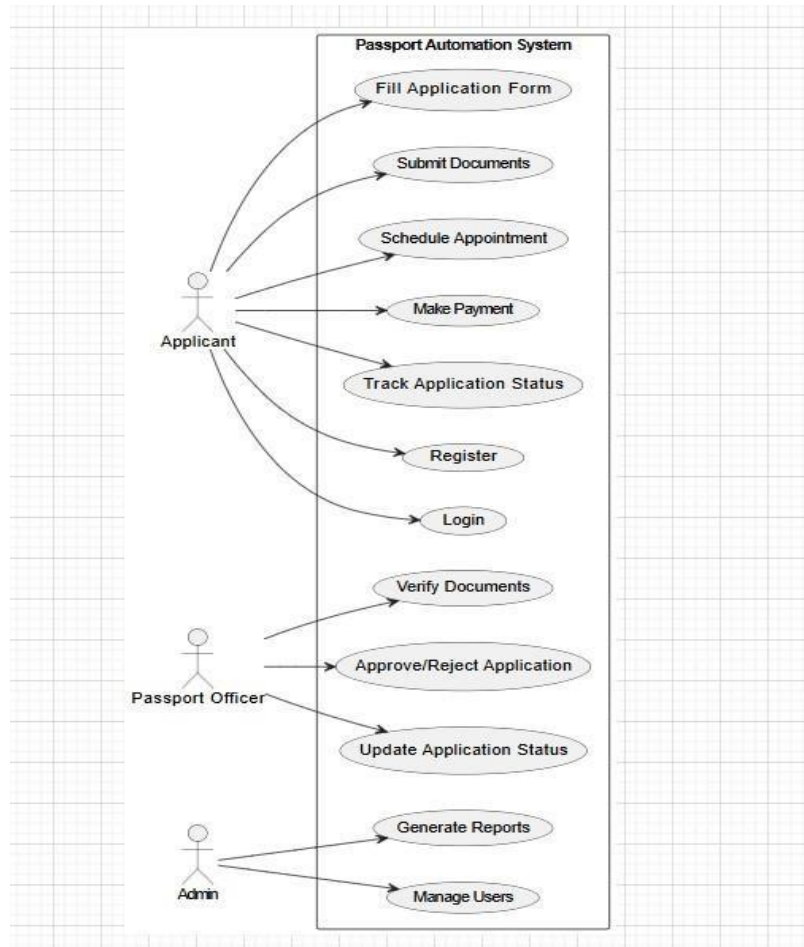 Passport Automation System
Fill Application Form
Submit Documents
Schedule Appointment
Make Payment
Applicant
Track Application Status
Register
Login
Verify Documents
Approve/Reject Application
Passport Officer
Update Application Status
Generate Reports
Admin
Manage Users